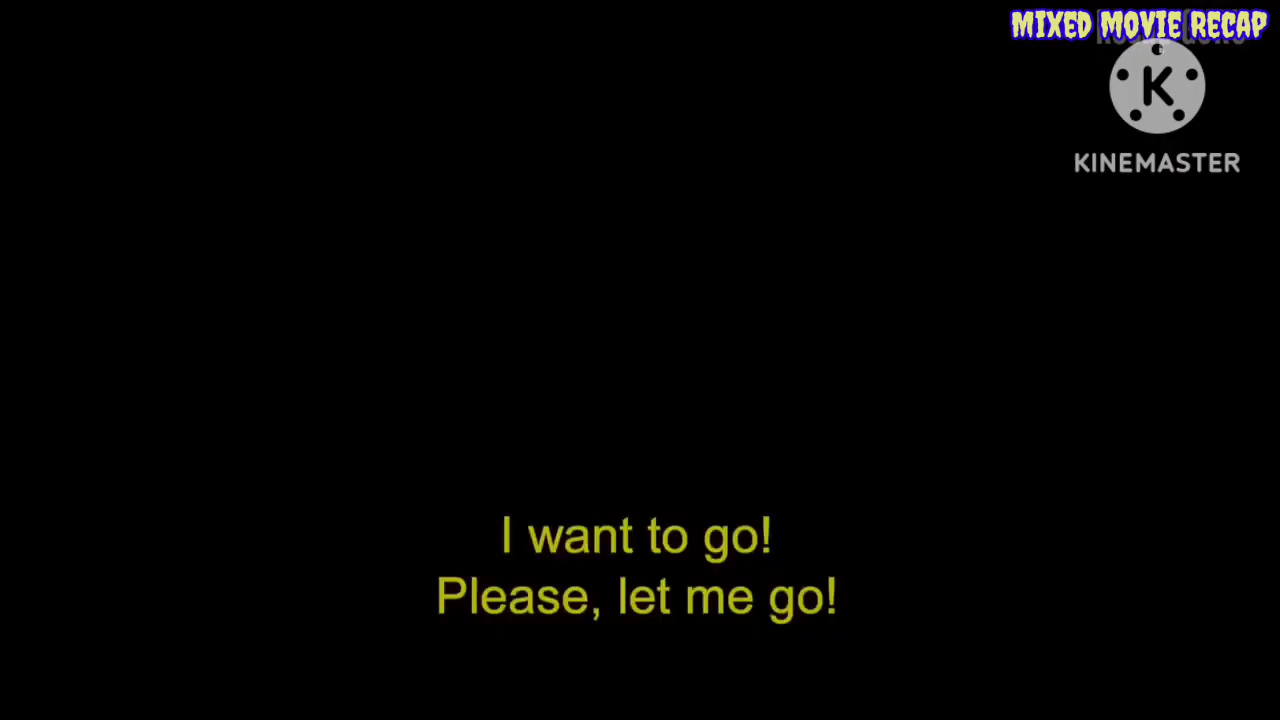 MIXED MOVIE RECAP
K
KINEMASTER
I want to go!
Please, let me go!